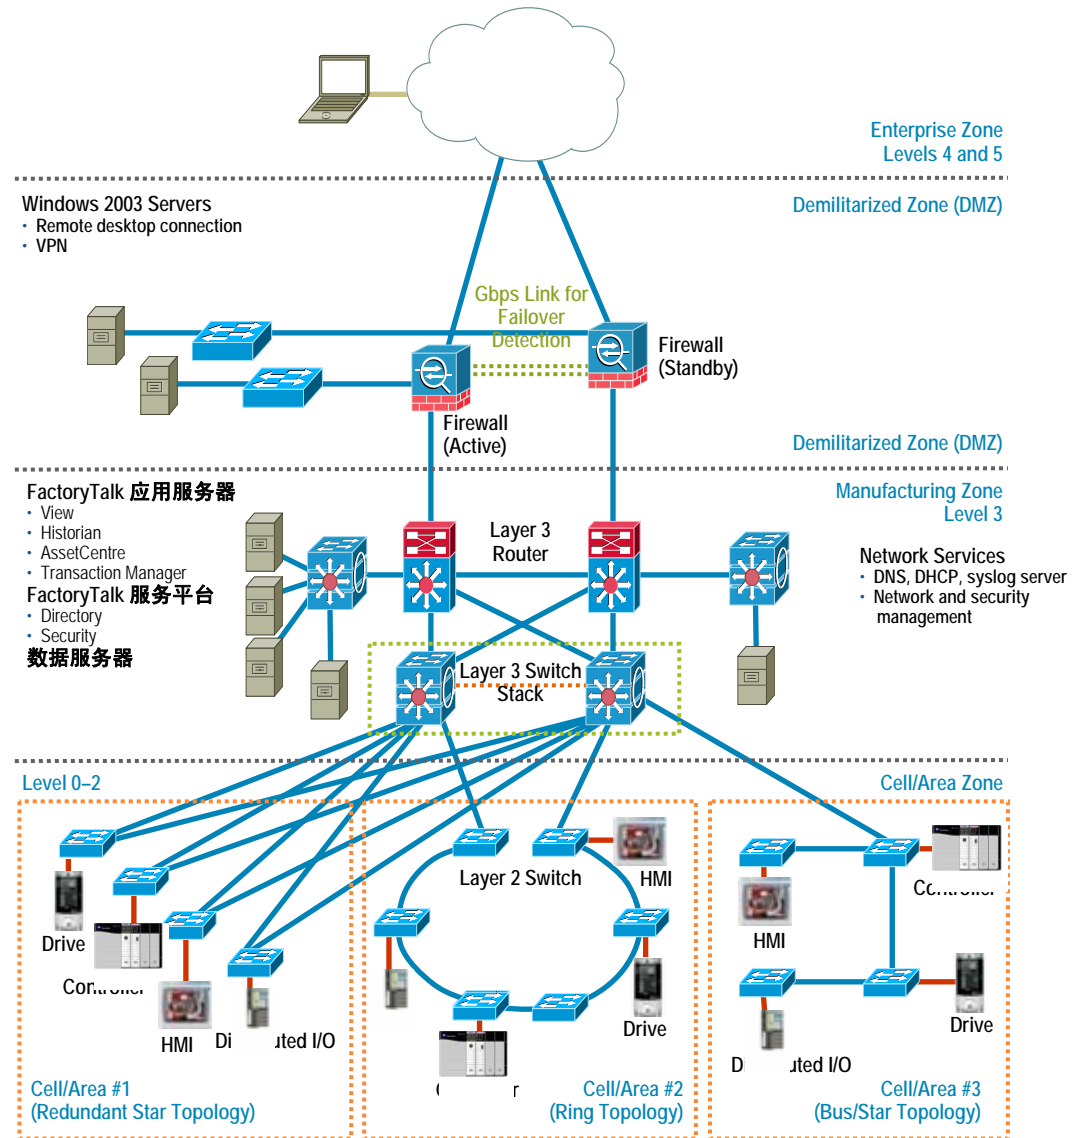 Enterprise Zone
Levels 4 and 5
Windows 2003 Servers
• Remote desktop connection
• VPN
Demilitarized Zone (DMZ)
Gbps Link for
Failover
Detection
Firewall
(Standby)
Firewall
(Active)
Demilitarized Zone (DMZ)
FactoryTalk 应用服务器
• View
• Historian
• AssetCentre
• Transaction Manager
FactoryTalk 服务平台
• Directory
• Security
数据服务器
Layer 3
Router
Manufacturing Zone
Level 3
Network Services
• DNS, DHCP, syslog server
• Network and security
management
Layer 3 Switch
Stack
Level 0–2
Cell/Area Zone
Drive
HMI
Cell/Area #1
(Redundant Star Topology)
Layer 2 Switch
HMI
Drive
Cell/Area #2
(Ring Topology)
HMI
Drive
Cell/Area #3
(Bus/Star Topology)